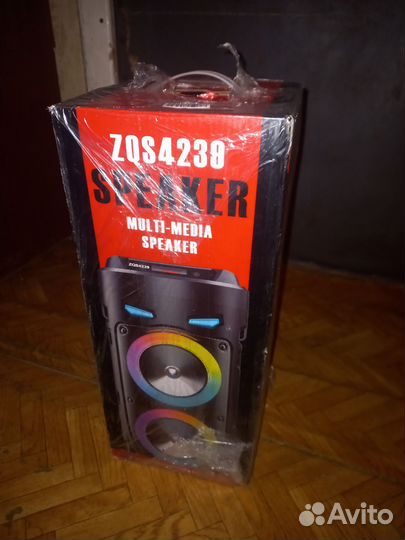 ZQS4239
SPEAKER
MULTI-MEDIA
SPEAKER
ZQS4239
Avito